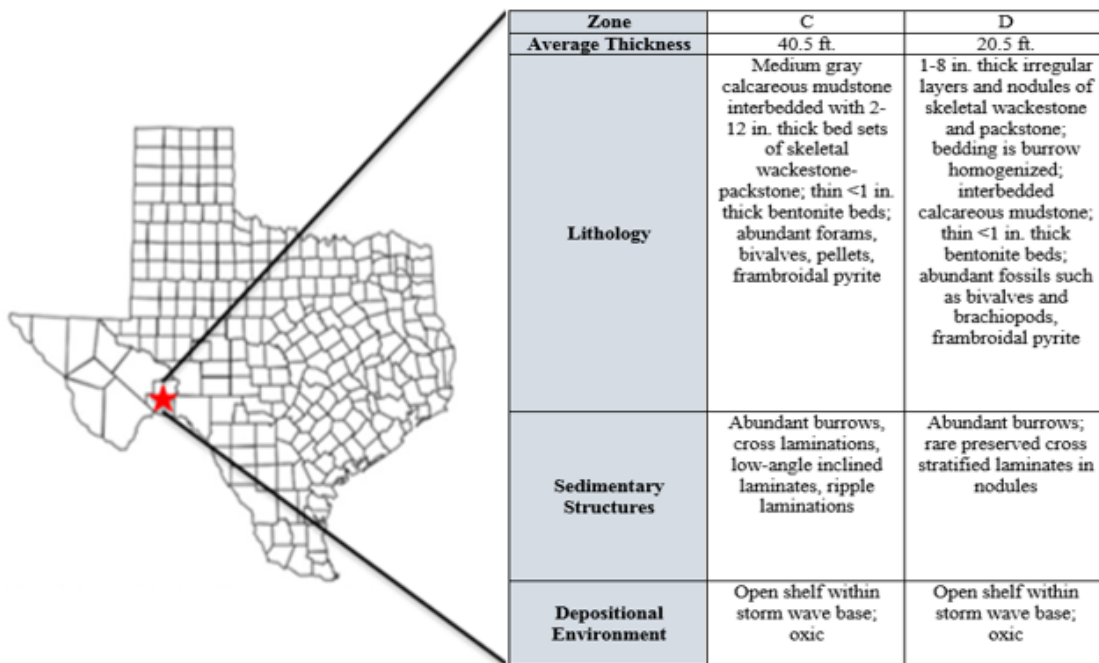 Zone C D
Average Thickness 40.5 ft. 20.5 ft.
Lithology
Medium gray
calcareous mudstone
interbedded with 2-
12 in. thick bed sets
of skeletal
wackestone-
packstone; thin <1 in.
thick bentonite beds;
abundant forams,
bivalves, pellets,
frambroidal pyrite
1-8 in. thick irregular
layers and nodules of
skeletal wackestone
and packstone;
bedding is burrow
homogenized;
interbedded
calcareous mudstone;
thin <1 in. thick
bentonite beds;
abundant fossils such
as bivalves and
brachiopods,
frambroidal pyrite
Sedimentary
Structures
Abundant burrows,
cross laminations,
low-angle inclined
laminates, ripple
laminations
Abundant burrows;
rare preserved cross
stratified laminates in
nodules
Depositional
Environment
Open shelf within
storm wave base;
oxic
Open shelf within
storm wave base;
oxic